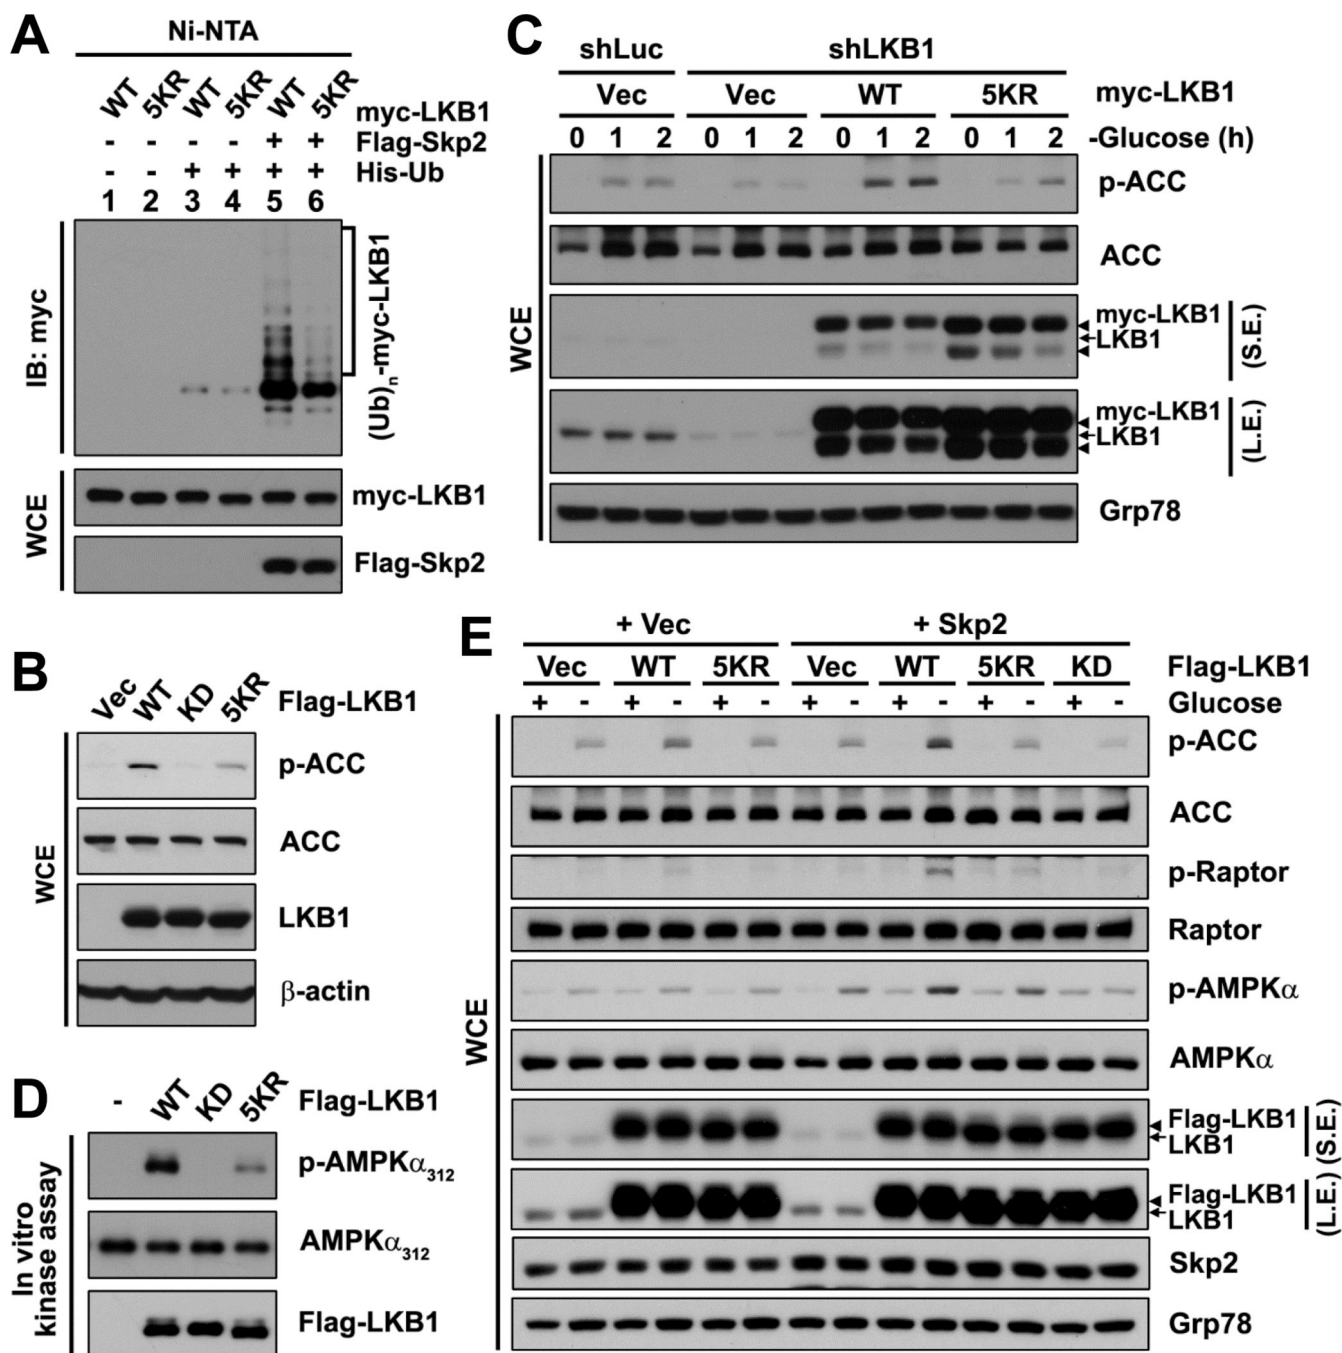 A
Ni-NTA
WT 5KR WT 5KR WT 5KR myc-LKB1
- - - - + + Flag-Skp2
- - + + + + His-Ub
1 2 3 4 5 6
IB: myc
(Ub)n-myc-LKB1
WCE
myc-LKB1
Flag-Skp2
B
Vec WT KD 5KR Flag-LKB1
WCE
p-ACC
ACC
LKB1
β-actin
C
shLuc shLKB1
Vec Vec WT 5KR myc-LKB1
0 1 2 0 1 2 0 1 2 0 1 2 -Glucose (h)
WCE
p-ACC
ACC
myc-LKB1
LKB1
(S.E.)
myc-LKB1
LKB1
(L.E.)
Grp78
D
- WT KD 5KR Flag-LKB1
In vitro
kinase assay
p-AMPKα312
AMPKα312
Flag-LKB1
E
+ Vec + Skp2
Vec WT 5KR Vec WT 5KR KD Flag-LKB1
+ - + - + - + - + - + - + - Glucose
WCE
p-ACC
ACC
p-Raptor
Raptor
p-AMPKα
AMPKα
Flag-LKB1
LKB1
(S.E.)
Flag-LKB1
LKB1
(L.E.)
Skp2
Grp78